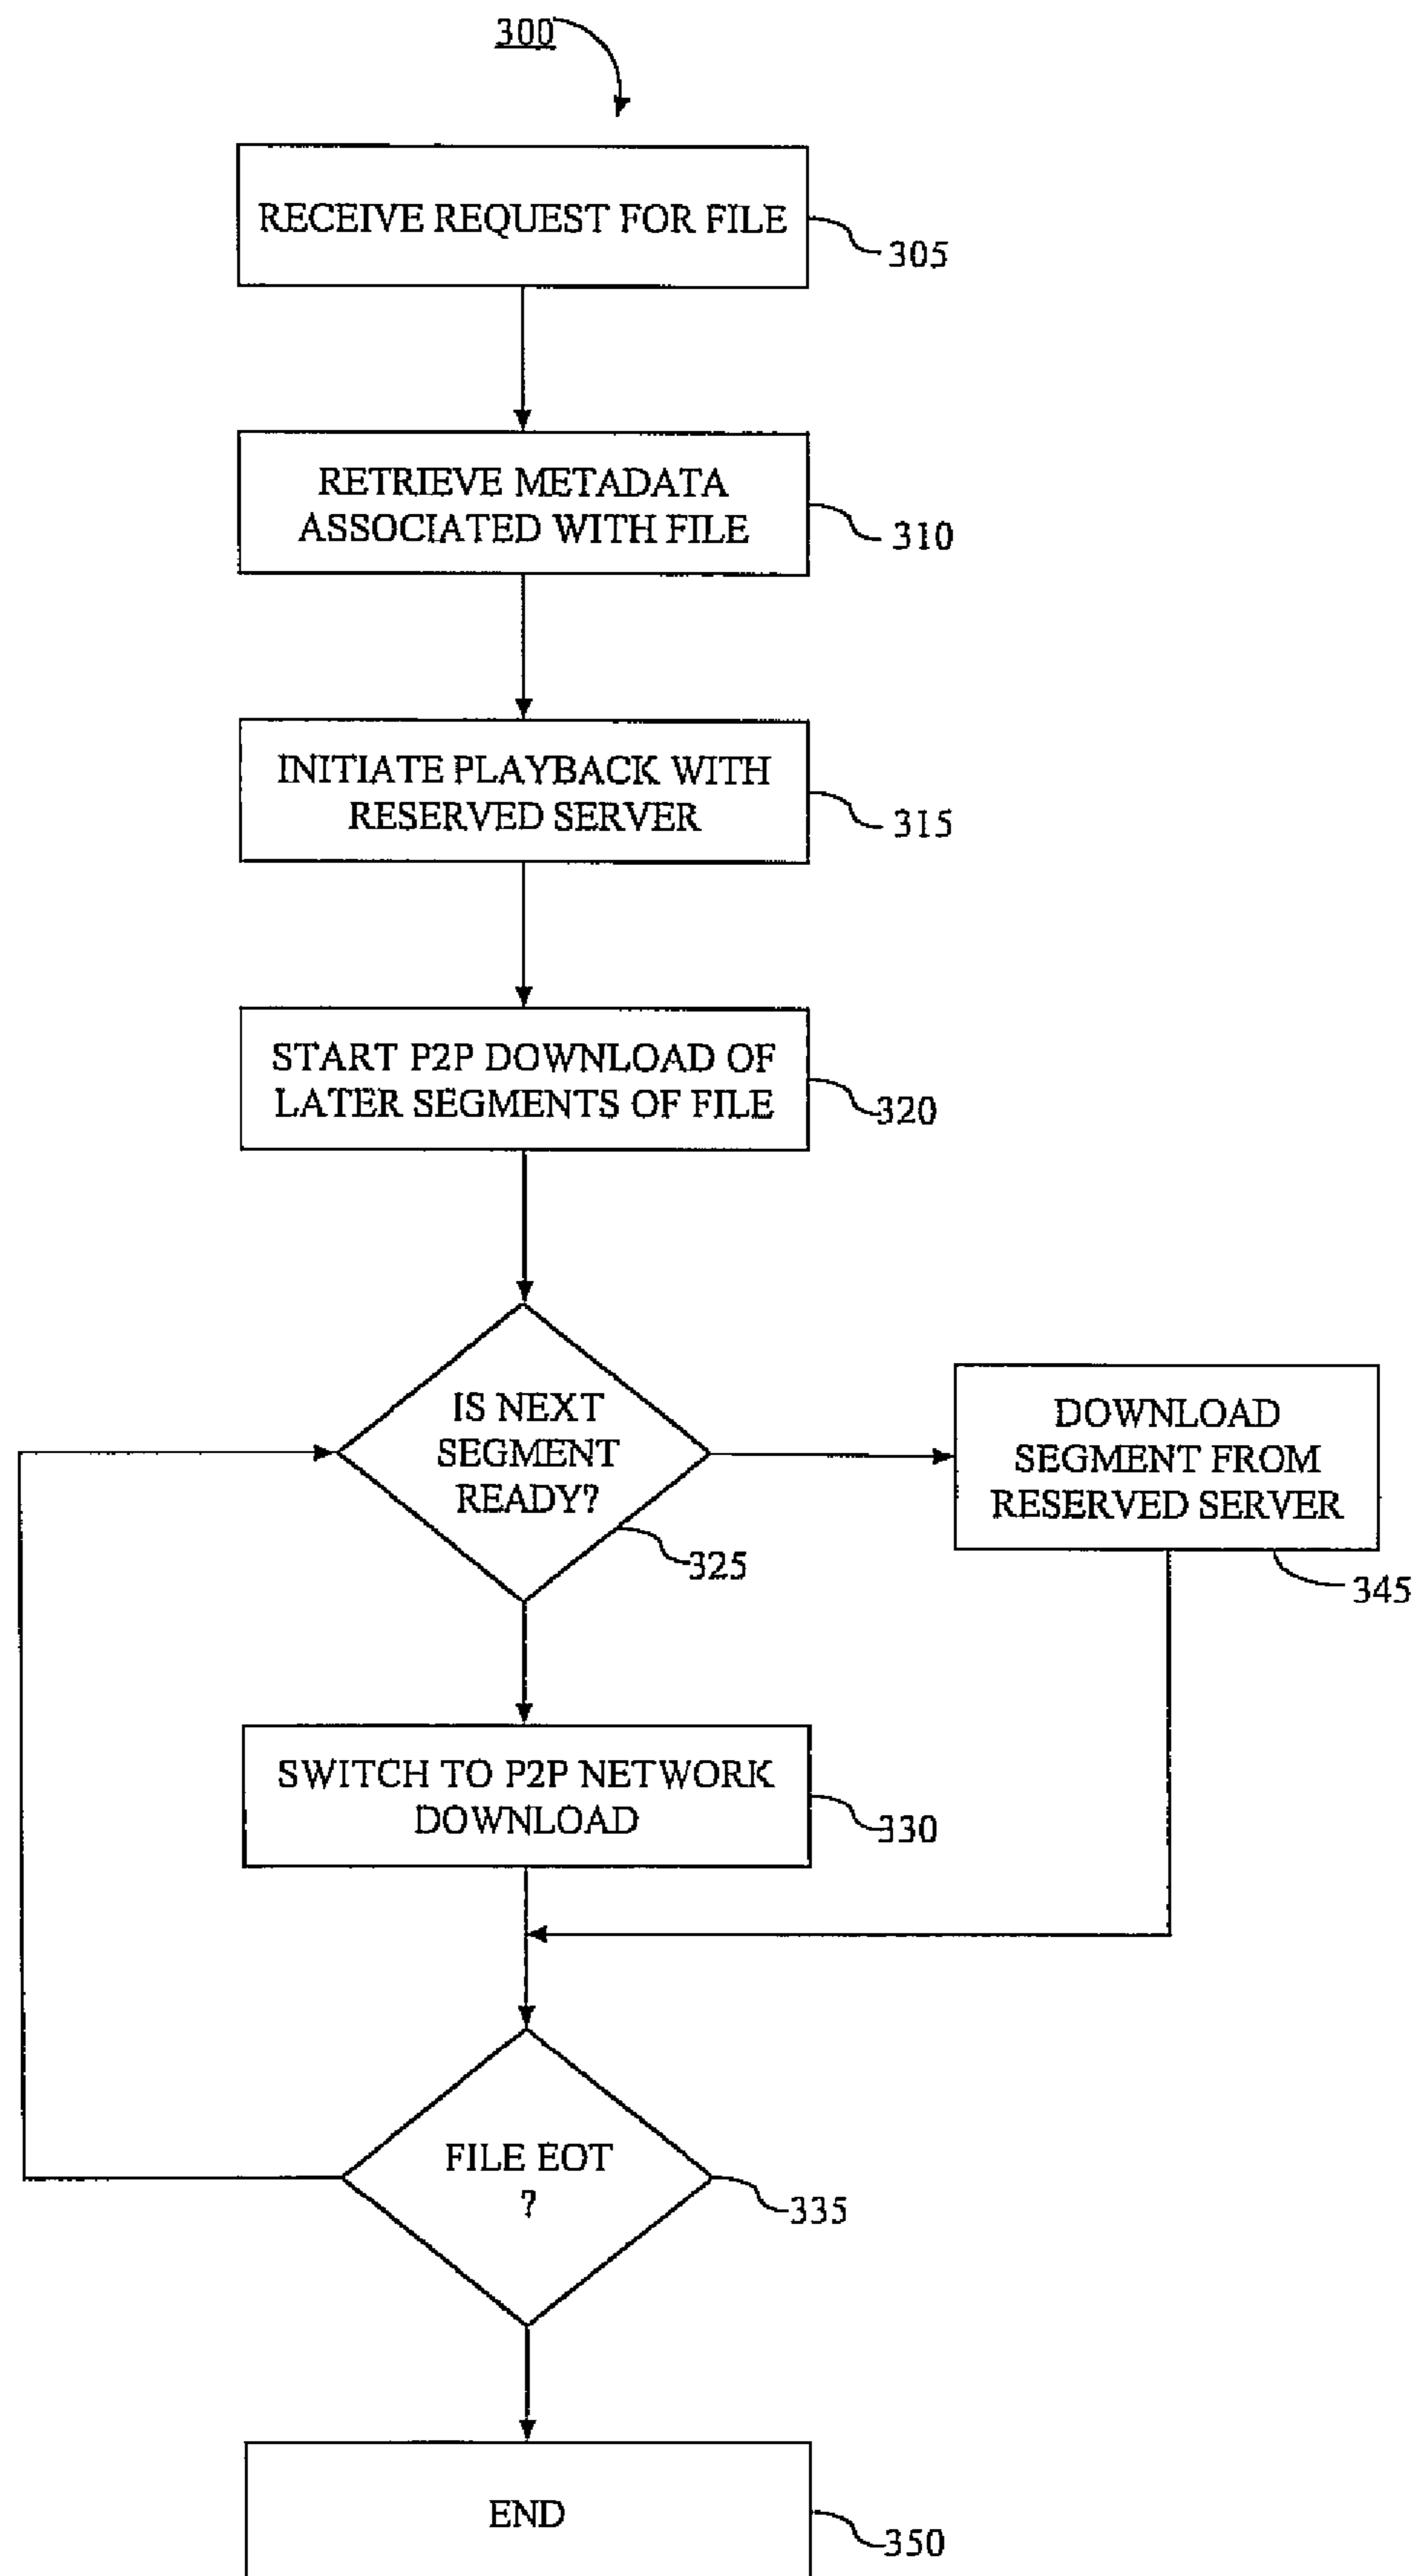 300
RECEIVE REQUEST FOR FILE
305
RETRIEVE METADATA
ASSOCIATED WITH FILE
310
INITIATE PLAYBACK WITH
RESERVED SERVER
315
START P2P DOWNLOAD OF
LATER SEGMENTS OF FILE
320
IS NEXT
SEGMENT
READY?
325
DOWNLOAD
SEGMENT FROM
RESERVED SERVER
345
SWITCH TO P2P NETWORK
DOWNLOAD
330
FILE EOT
?
335
END
350